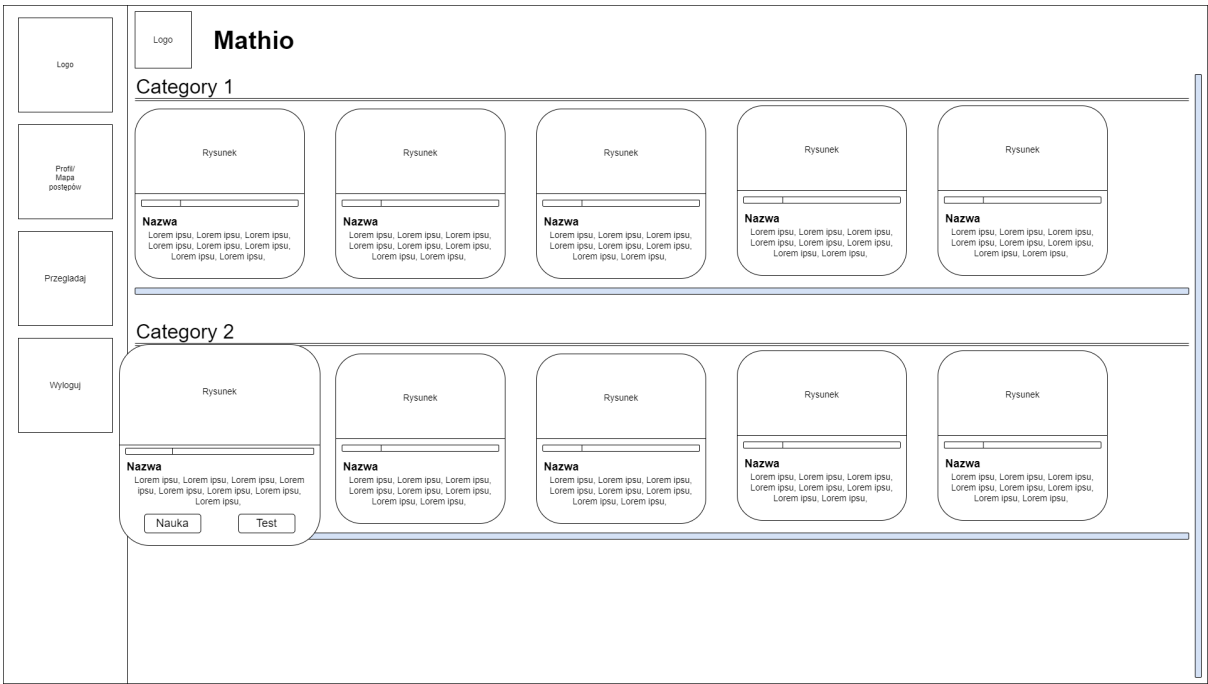 Logo
Profil/
Mapa
postępów
Przegladaj
Wyloguj
Logo
Mathio
Category 1
Rysunek
Nazwa
Lorem ipsu, Lorem ipsu, Lorem ipsu,
Lorem ipsu, Lorem ipsu, Lorem ipsu,
Lorem ipsu, Lorem ipsu,
Rysunek
Nazwa
Lorem ipsu, Lorem ipsu, Lorem ipsu,
Lorem ipsu, Lorem ipsu, Lorem ipsu,
Lorem ipsu, Lorem ipsu,
Rysunek
Nazwa
Lorem ipsu, Lorem ipsu, Lorem ipsu,
Lorem ipsu, Lorem ipsu, Lorem ipsu,
Lorem ipsu, Lorem ipsu,
Rysunek
Nazwa
Lorem ipsu, Lorem ipsu, Lorem ipsu,
Lorem ipsu, Lorem ipsu, Lorem ipsu,
Lorem ipsu, Lorem ipsu,
Rysunek
Nazwa
Lorem ipsu, Lorem ipsu, Lorem ipsu,
Lorem ipsu, Lorem ipsu, Lorem ipsu,
Lorem ipsu, Lorem ipsu,
Category 2
Rysunek
Nazwa
Lorem ipsu, Lorem ipsu, Lorem ipsu, Lorem
ipsu, Lorem ipsu, Lorem ipsu, Lorem ipsu,
Lorem ipsu,
Nauka
Test
Rysunek
Nazwa
Lorem ipsu, Lorem ipsu, Lorem ipsu,
Lorem ipsu, Lorem ipsu, Lorem ipsu,
Lorem ipsu, Lorem ipsu,
Rysunek
Nazwa
Lorem ipsu, Lorem ipsu, Lorem ipsu,
Lorem ipsu, Lorem ipsu, Lorem ipsu,
Lorem ipsu, Lorem ipsu,
Rysunek
Nazwa
Lorem ipsu, Lorem ipsu, Lorem ipsu,
Lorem ipsu, Lorem ipsu, Lorem ipsu,
Lorem ipsu, Lorem ipsu,
Rysunek
Nazwa
Lorem ipsu, Lorem ipsu, Lorem ipsu,
Lorem ipsu, Lorem ipsu, Lorem ipsu,
Lorem ipsu, Lorem ipsu,